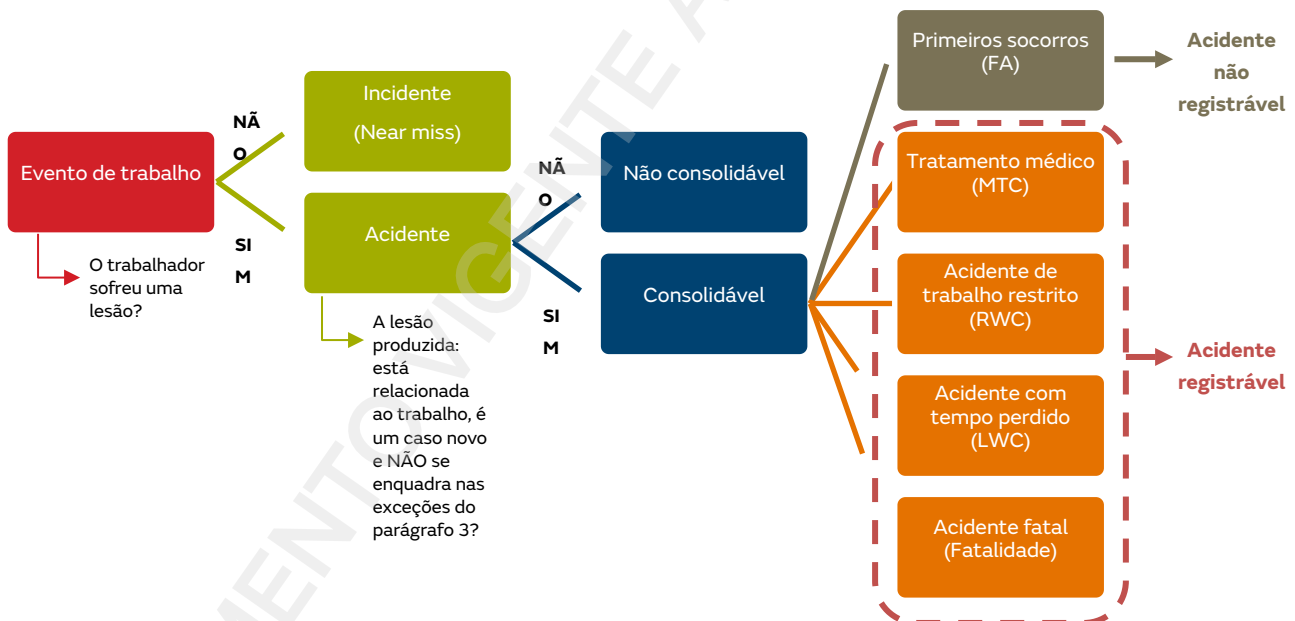 Evento de trabalho
O trabalhador
sofreu uma
lesão?
NÃ
O
SI
M
Incidente
(Near miss)
Acidente
A lesão
produzida:
está
relacionada
ao trabalho, é
um caso novo
e NÃO se
enquadra nas
exceções do
parágrafo 3?
NÃ
O
SI
M
Não consolidável
Consolidável
Primeiros socorros
(FA)
Acidente
não
registrável
Tratamento médico
(MTC)
Acidente de
trabalho restrito
(RWC)
Acidente com
tempo perdido
(LWC)
Acidente fatal
(Fatalidade)
Acidente
registrável
MENTO VIGENTE A